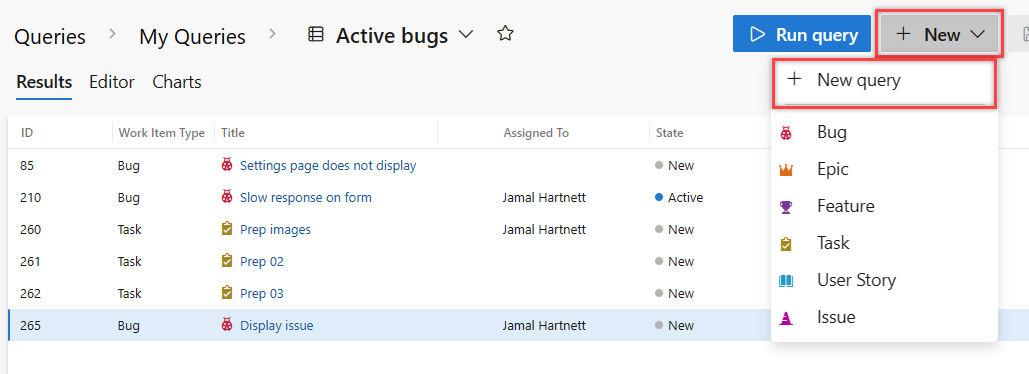 Queries > My Queries > Active bugs
Run query
+ New
Results Editor Charts
+ New query
ID Work Item Type Title Assigned To State
85 Bug Settings page does not display New
210 Bug Slow response on form Jamal Hartnett Active
260 Task Prep images Jamal Hartnett New
261 Task Prep 02 New
262 Task Prep 03 New
265 Bug Display issue Jamal Hartnett New
Bug
Epic
Feature
Task
User Story
Issue